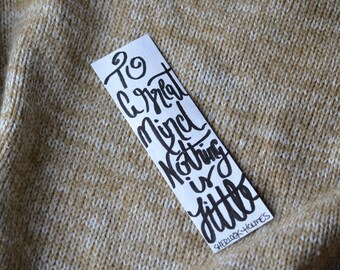 To
a great
Mind
Nothing
is
little
SHERLOCK HOLMES